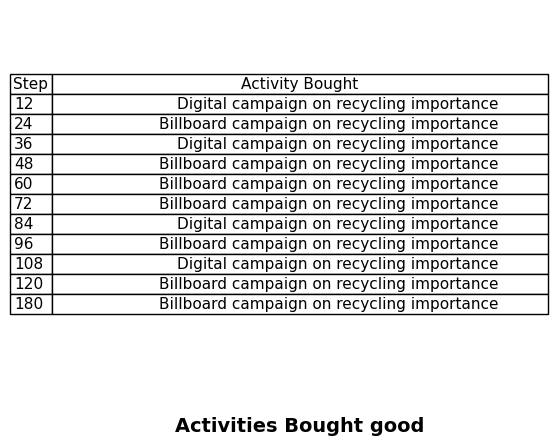 Step Activity Bought
12 Digital campaign on recycling importance
24 Billboard campaign on recycling importance
36 Digital campaign on recycling importance
48 Billboard campaign on recycling importance
60 Billboard campaign on recycling importance
72 Billboard campaign on recycling importance
84 Digital campaign on recycling importance
96 Billboard campaign on recycling importance
108 Digital campaign on recycling importance
120 Billboard campaign on recycling importance
180 Billboard campaign on recycling importance
Activities Bought good